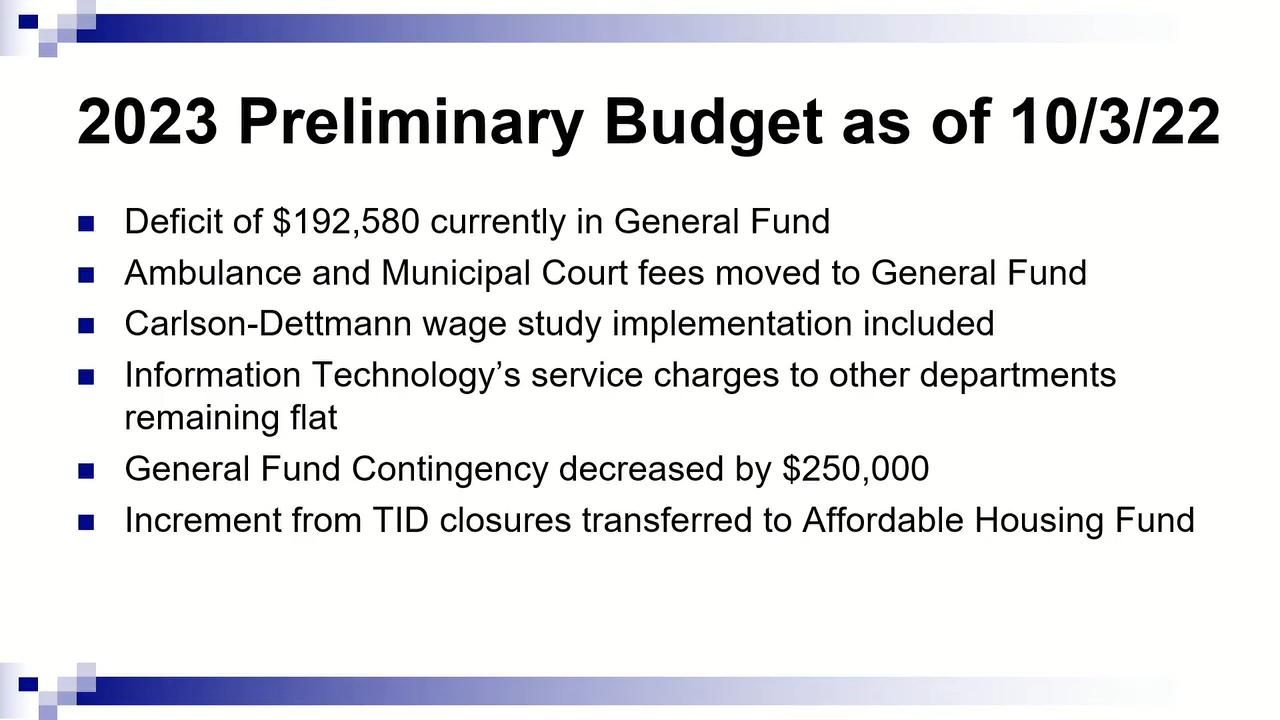 2023 Preliminary Budget as of 10/3/22
Deficit of $192,580 currently in General Fund
Ambulance and Municipal Court fees moved to General Fund
Carlson-Dettmann wage study implementation included
Information Technology’s service charges to other departments
remaining flat
General Fund Contingency decreased by $250,000
Increment from TID closures transferred to Affordable Housing Fund